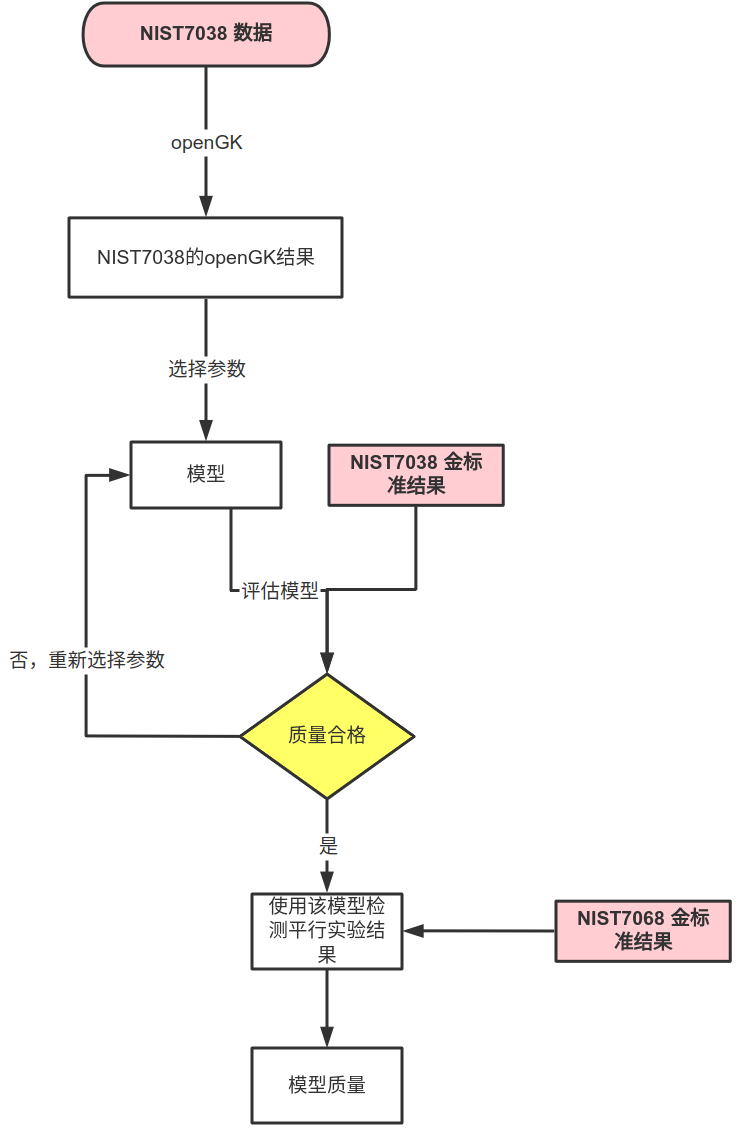 NIST7038 数据
openGK
NIST7038的openGK结果
选择参数
模型
NIST7038 金标
准结果
评估模型
否，重新选择参数
质量合格
是
使用该模型检
测平行实验结
果
NIST7068 金标
准结果
模型质量